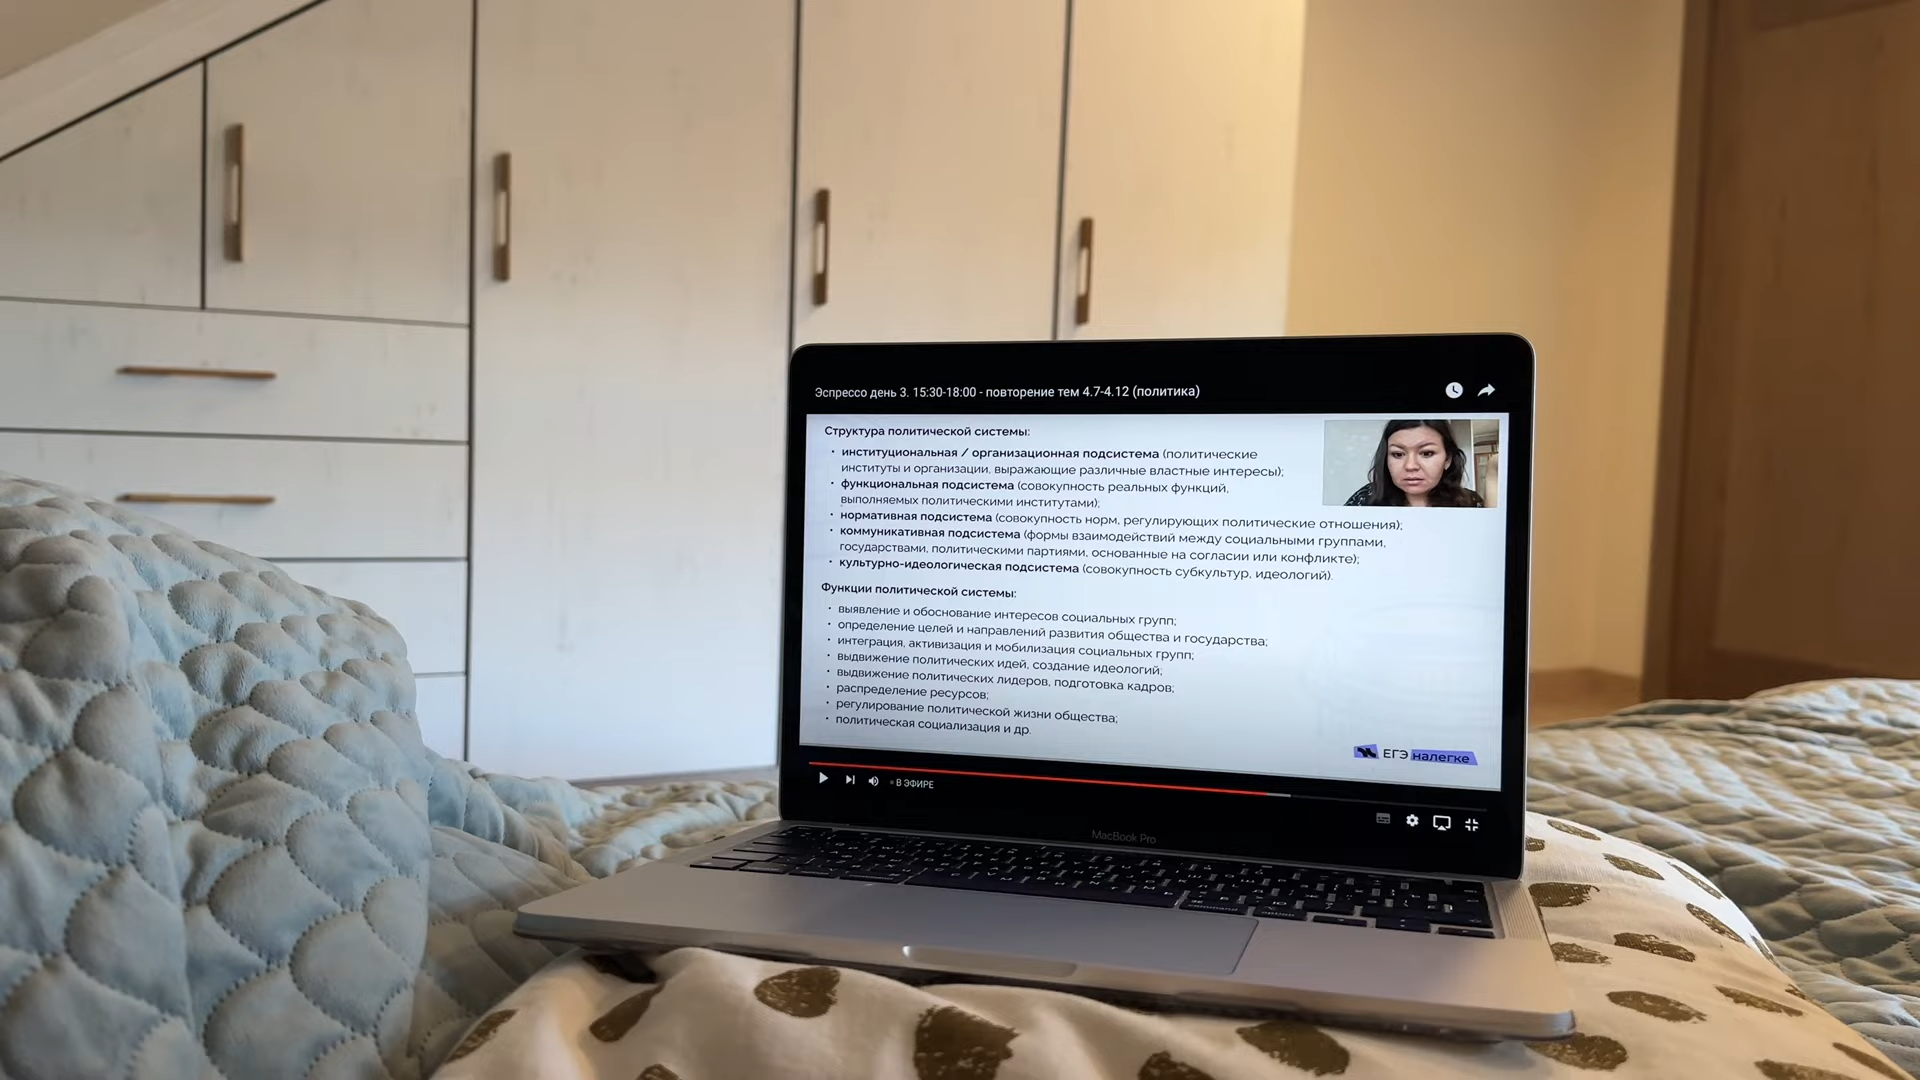 Эспрессо день 3. 15:30-18:00 - повторение тем 4.7-4.12 (политика)
Структура политической системы:
• институциональная / организационная подсистема (политические
институты и организации, выражающие различные властные интересы);
• функциональная подсистема (совокупность реальных функций,
выполняемых политическими институтами);
• нормативная подсистема (совокупность норм, регулирующих политические отношения);
• коммуникативная подсистема (формы взаимодействий между социальными группами,
государствами, политическими партиями, основанные на согласии или конфликте);
• культурно-идеологическая подсистема (совокупность субкультур, идеологий).
Функции политической системы:
• выявление и обоснование интересов социальных групп;
• определение целей и направлений развития общества и государства;
• интеграция, активизация и мобилизация социальных групп;
• выдвижение политических идей, создание идеологий;
• выдвижение политических лидеров, подготовка кадров;
• распределение ресурсов;
• регулирование политической жизни общества;
• политическая социализация и др.
ЕГЭ налегке
• В ЭФИРЕ
MacBook Pro